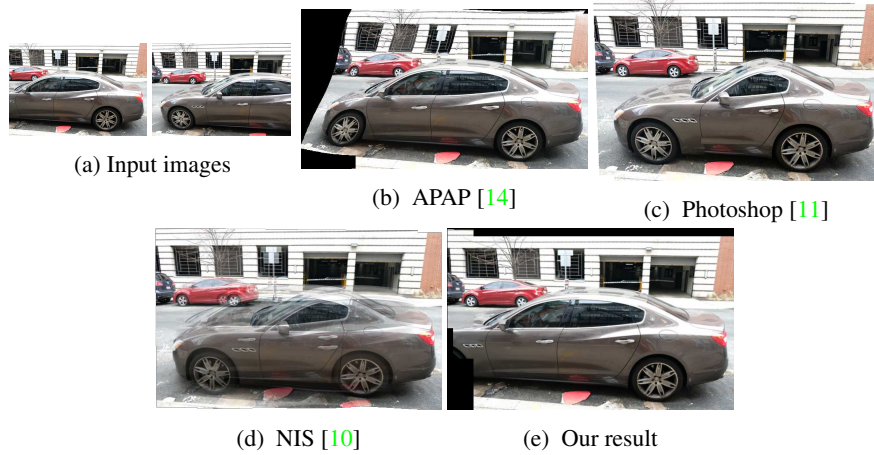 (a) Input images
(b) APAP [14]
(c) Photoshop [11]
(d) NIS [10]
(e) Our result